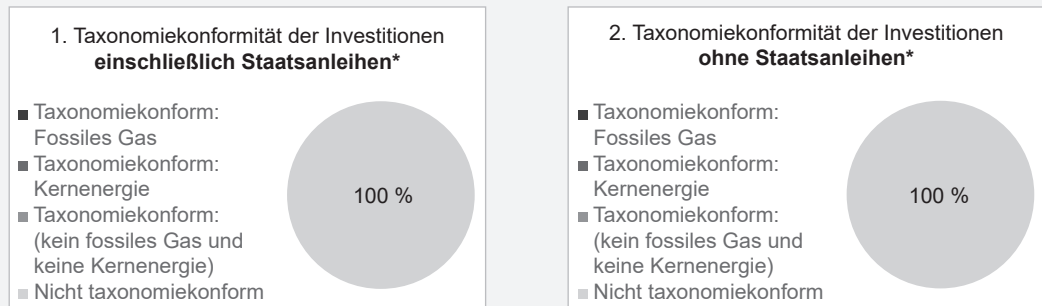 1. Taxonomiekonformität der Investitionen
einschließlich Staatsanleihen*
Taxonomiekonform:
Fossiles Gas
Taxonomiekonform:
Kernenergie
Taxonomiekonform:
(kein fossiles Gas und
keine Kernenergie)
Nicht taxonomiekonform
100 %
2. Taxonomiekonformität der Investitionen
ohne Staatsanleihen*
Taxonomiekonform:
Fossiles Gas
Taxonomiekonform:
Kernenergie
Taxonomiekonform:
(kein fossiles Gas und
keine Kernenergie)
Nicht taxonomiekonform
100 %